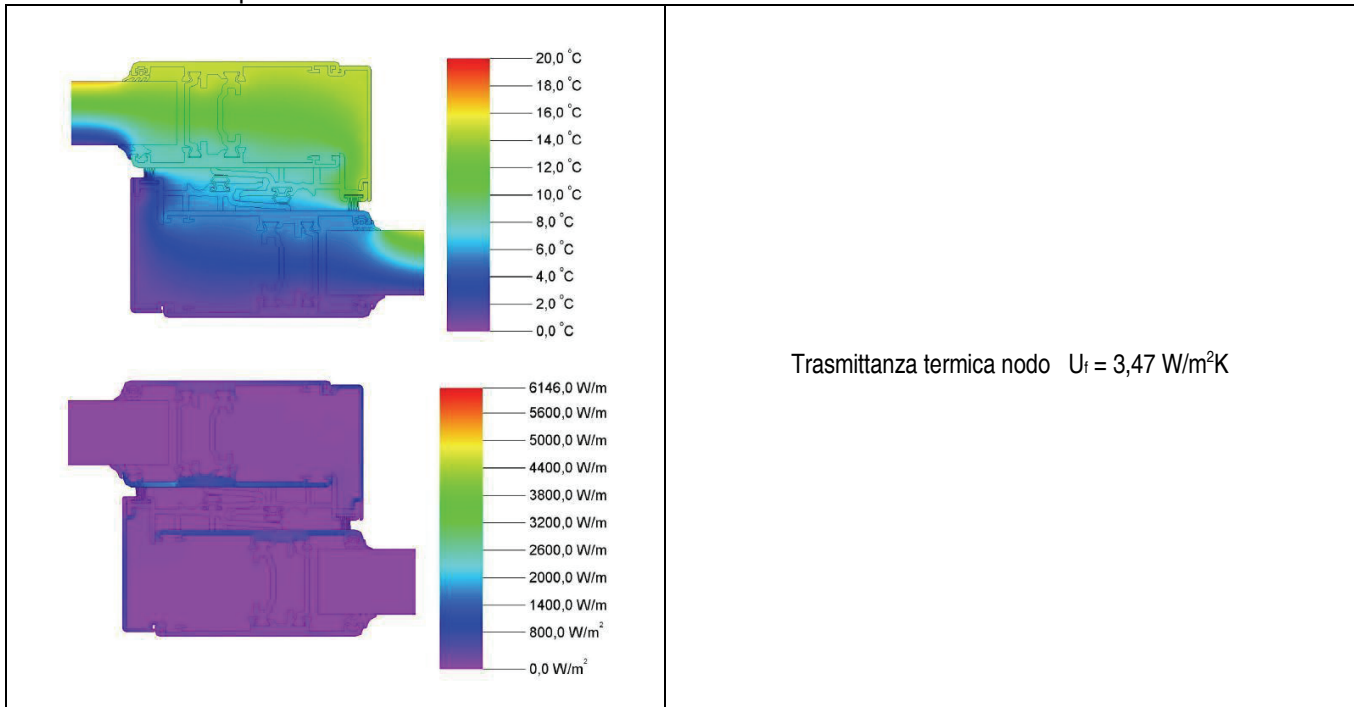 20,0 °C
18,0 °C
16,0 °C
14,0 °C
12,0 °C
10,0 °C
8,0 °C
6,0 °C
4,0 °C
2,0 °C
0,0 °C
Trasmittanza termica nodo Uf = 3,47 W/m²K
6146,0 W/m
5600,0 W/m
5000,0 W/m
4400,0 W/m
3800,0 W/m
3200,0 W/m
2600,0 W/m
2000,0 W/m
1400,0 W/m
800,0 W/m²
0,0 W/m²